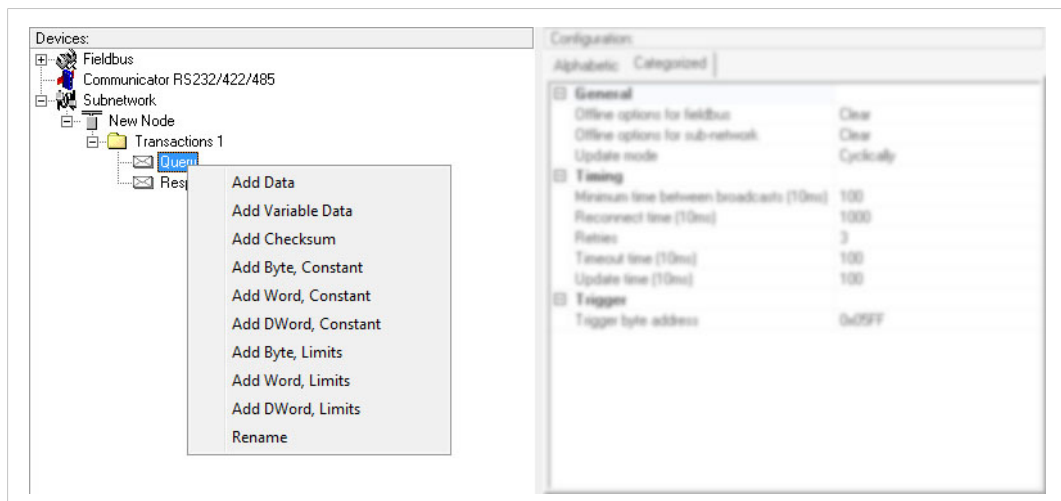 Devices:
Fieldbus
Communicator RS232/422/485
Subnetwork
New Node
Transactions 1
Query
Add Data
Add Variable Data
Add Checksum
Add Byte, Constant
Add Word, Constant
Add DWord, Constant
Add Byte, Limits
Add Word, Limits
Add DWord, Limits
Rename
Configuration:
Alphabetic Categorized
General
Offline options for fieldbus Clear
Offline options for sub-network Clear
Update mode Cyclically
Timing
Minimum time between broadcasts (10ms) 100
Reconnect time (10ms) 1000
Retries 3
Timeout time (10ms) 100
Update time (10ms) 100
Trigger
Trigger byte address 0x05FF